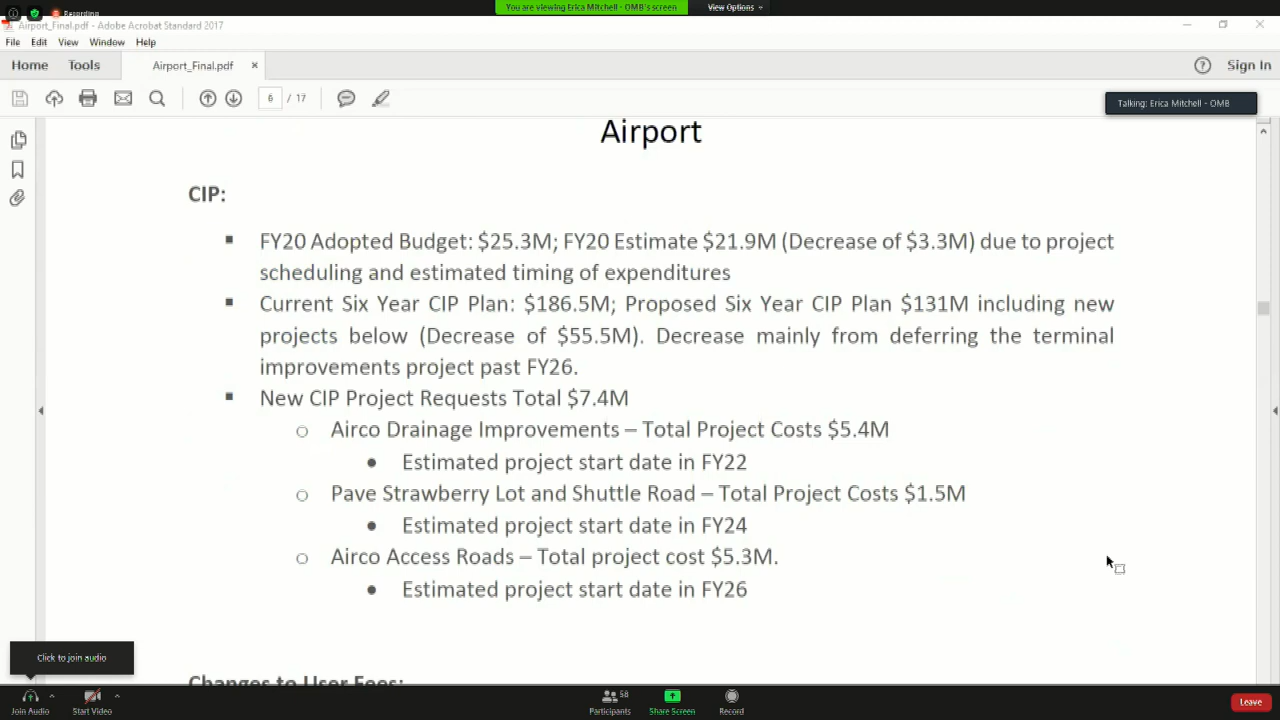 Recording
You are viewing Erica Mitchell - OMB's screen
View Options
Airport_Final.pdf - Adobe Acrobat Standard 2017
File Edit View Window Help
Home Tools Airport_Final.pdf × Sign In
6 / 17
Talking: Erica Mitchell - OMB
Airport
CIP:
▪ FY20 Adopted Budget: $25.3M; FY20 Estimate $21.9M (Decrease of $3.3M) due to project
scheduling and estimated timing of expenditures
▪ Current Six Year CIP Plan: $186.5M; Proposed Six Year CIP Plan $131M including new
projects below (Decrease of $55.5M). Decrease mainly from deferring the terminal
improvements project past FY26.
▪ New CIP Project Requests Total $7.4M
o Airco Drainage Improvements – Total Project Costs $5.4M
• Estimated project start date in FY22
o Pave Strawberry Lot and Shuttle Road – Total Project Costs $1.5M
• Estimated project start date in FY24
o Airco Access Roads – Total project cost $5.3M.
• Estimated project start date in FY26
Changes to User Fees:
Click to join audio
Join Audio Start Video Participants 58 Share Screen Record Leave